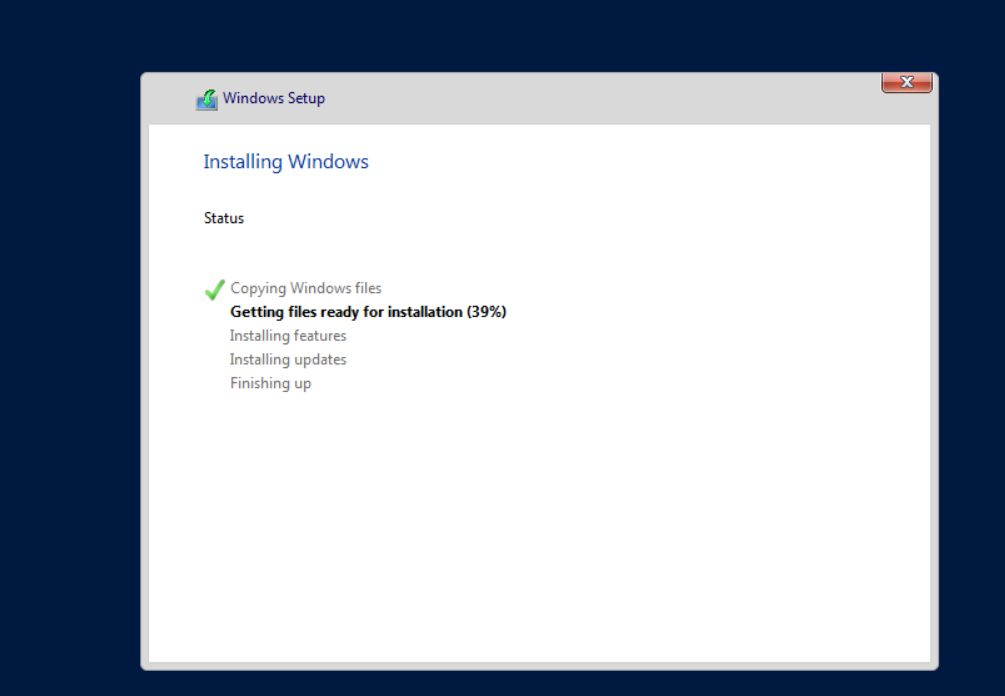 Windows Setup
Installing Windows
Status
Copying Windows files
Getting files ready for installation (39%)
Installing features
Installing updates
Finishing up